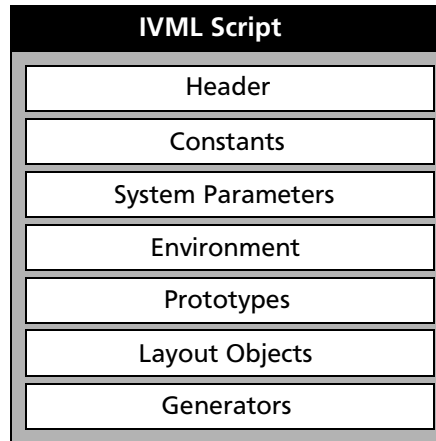 IVML Script
Header
Constants
System Parameters
Environment
Prototypes
Layout Objects
Generators